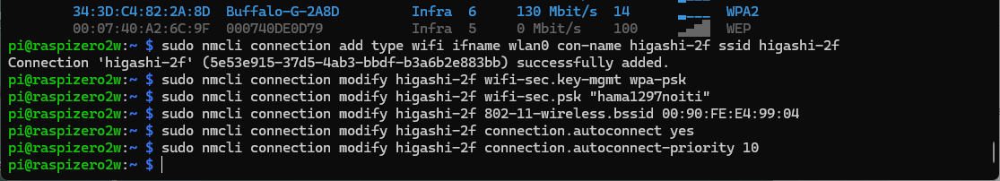 34:3D:C4:82:2A:8D  Buffalo-G-2A8D        Infra  6     130 Mbit/s  14       ▂___  WPA2
00:07:40:A2:6C:9F  000740DE0D79          Infra  5     0 Mbit/s    100      ▂▄▆█  WEP
pi@raspizero2w:~ $ sudo nmcli connection add type wifi ifname wlan0 con-name higashi-2f ssid higashi-2f
Connection 'higashi-2f' (5e53e915-37d5-4ab3-bbdf-b3a6b2e883bb) successfully added.
pi@raspizero2w:~ $ sudo nmcli connection modify higashi-2f wifi-sec.key-mgmt wpa-psk
pi@raspizero2w:~ $ sudo nmcli connection modify higashi-2f wifi-sec.psk "hama1297noiti"
pi@raspizero2w:~ $ sudo nmcli connection modify higashi-2f 802-11-wireless.bssid 00:90:FE:E4:99:04
pi@raspizero2w:~ $ sudo nmcli connection modify higashi-2f connection.autoconnect yes
pi@raspizero2w:~ $ sudo nmcli connection modify higashi-2f connection.autoconnect-priority 10
pi@raspizero2w:~ $